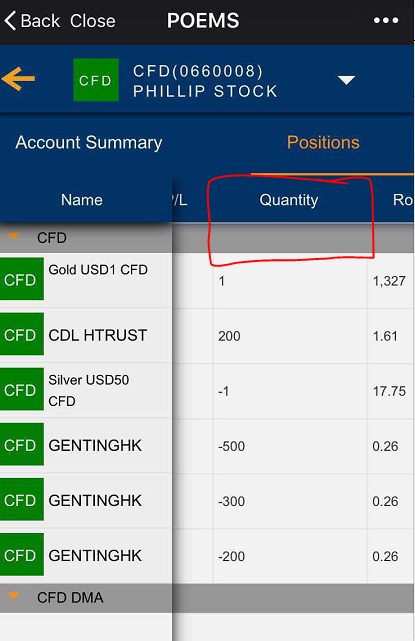 Back Close POEMS
CFD CFD(0660008)
PHILLIP STOCK
Account Summary Positions
Name /L Quantity Ro
CFD
CFD Gold USD1 CFD 1 1,327
CFD CDL HTRUST 200 1.61
CFD Silver USD50
CFD -1 17.75
CFD GENTINGHK -500 0.26
CFD GENTINGHK -300 0.26
CFD GENTINGHK -200 0.26
CFD DMA